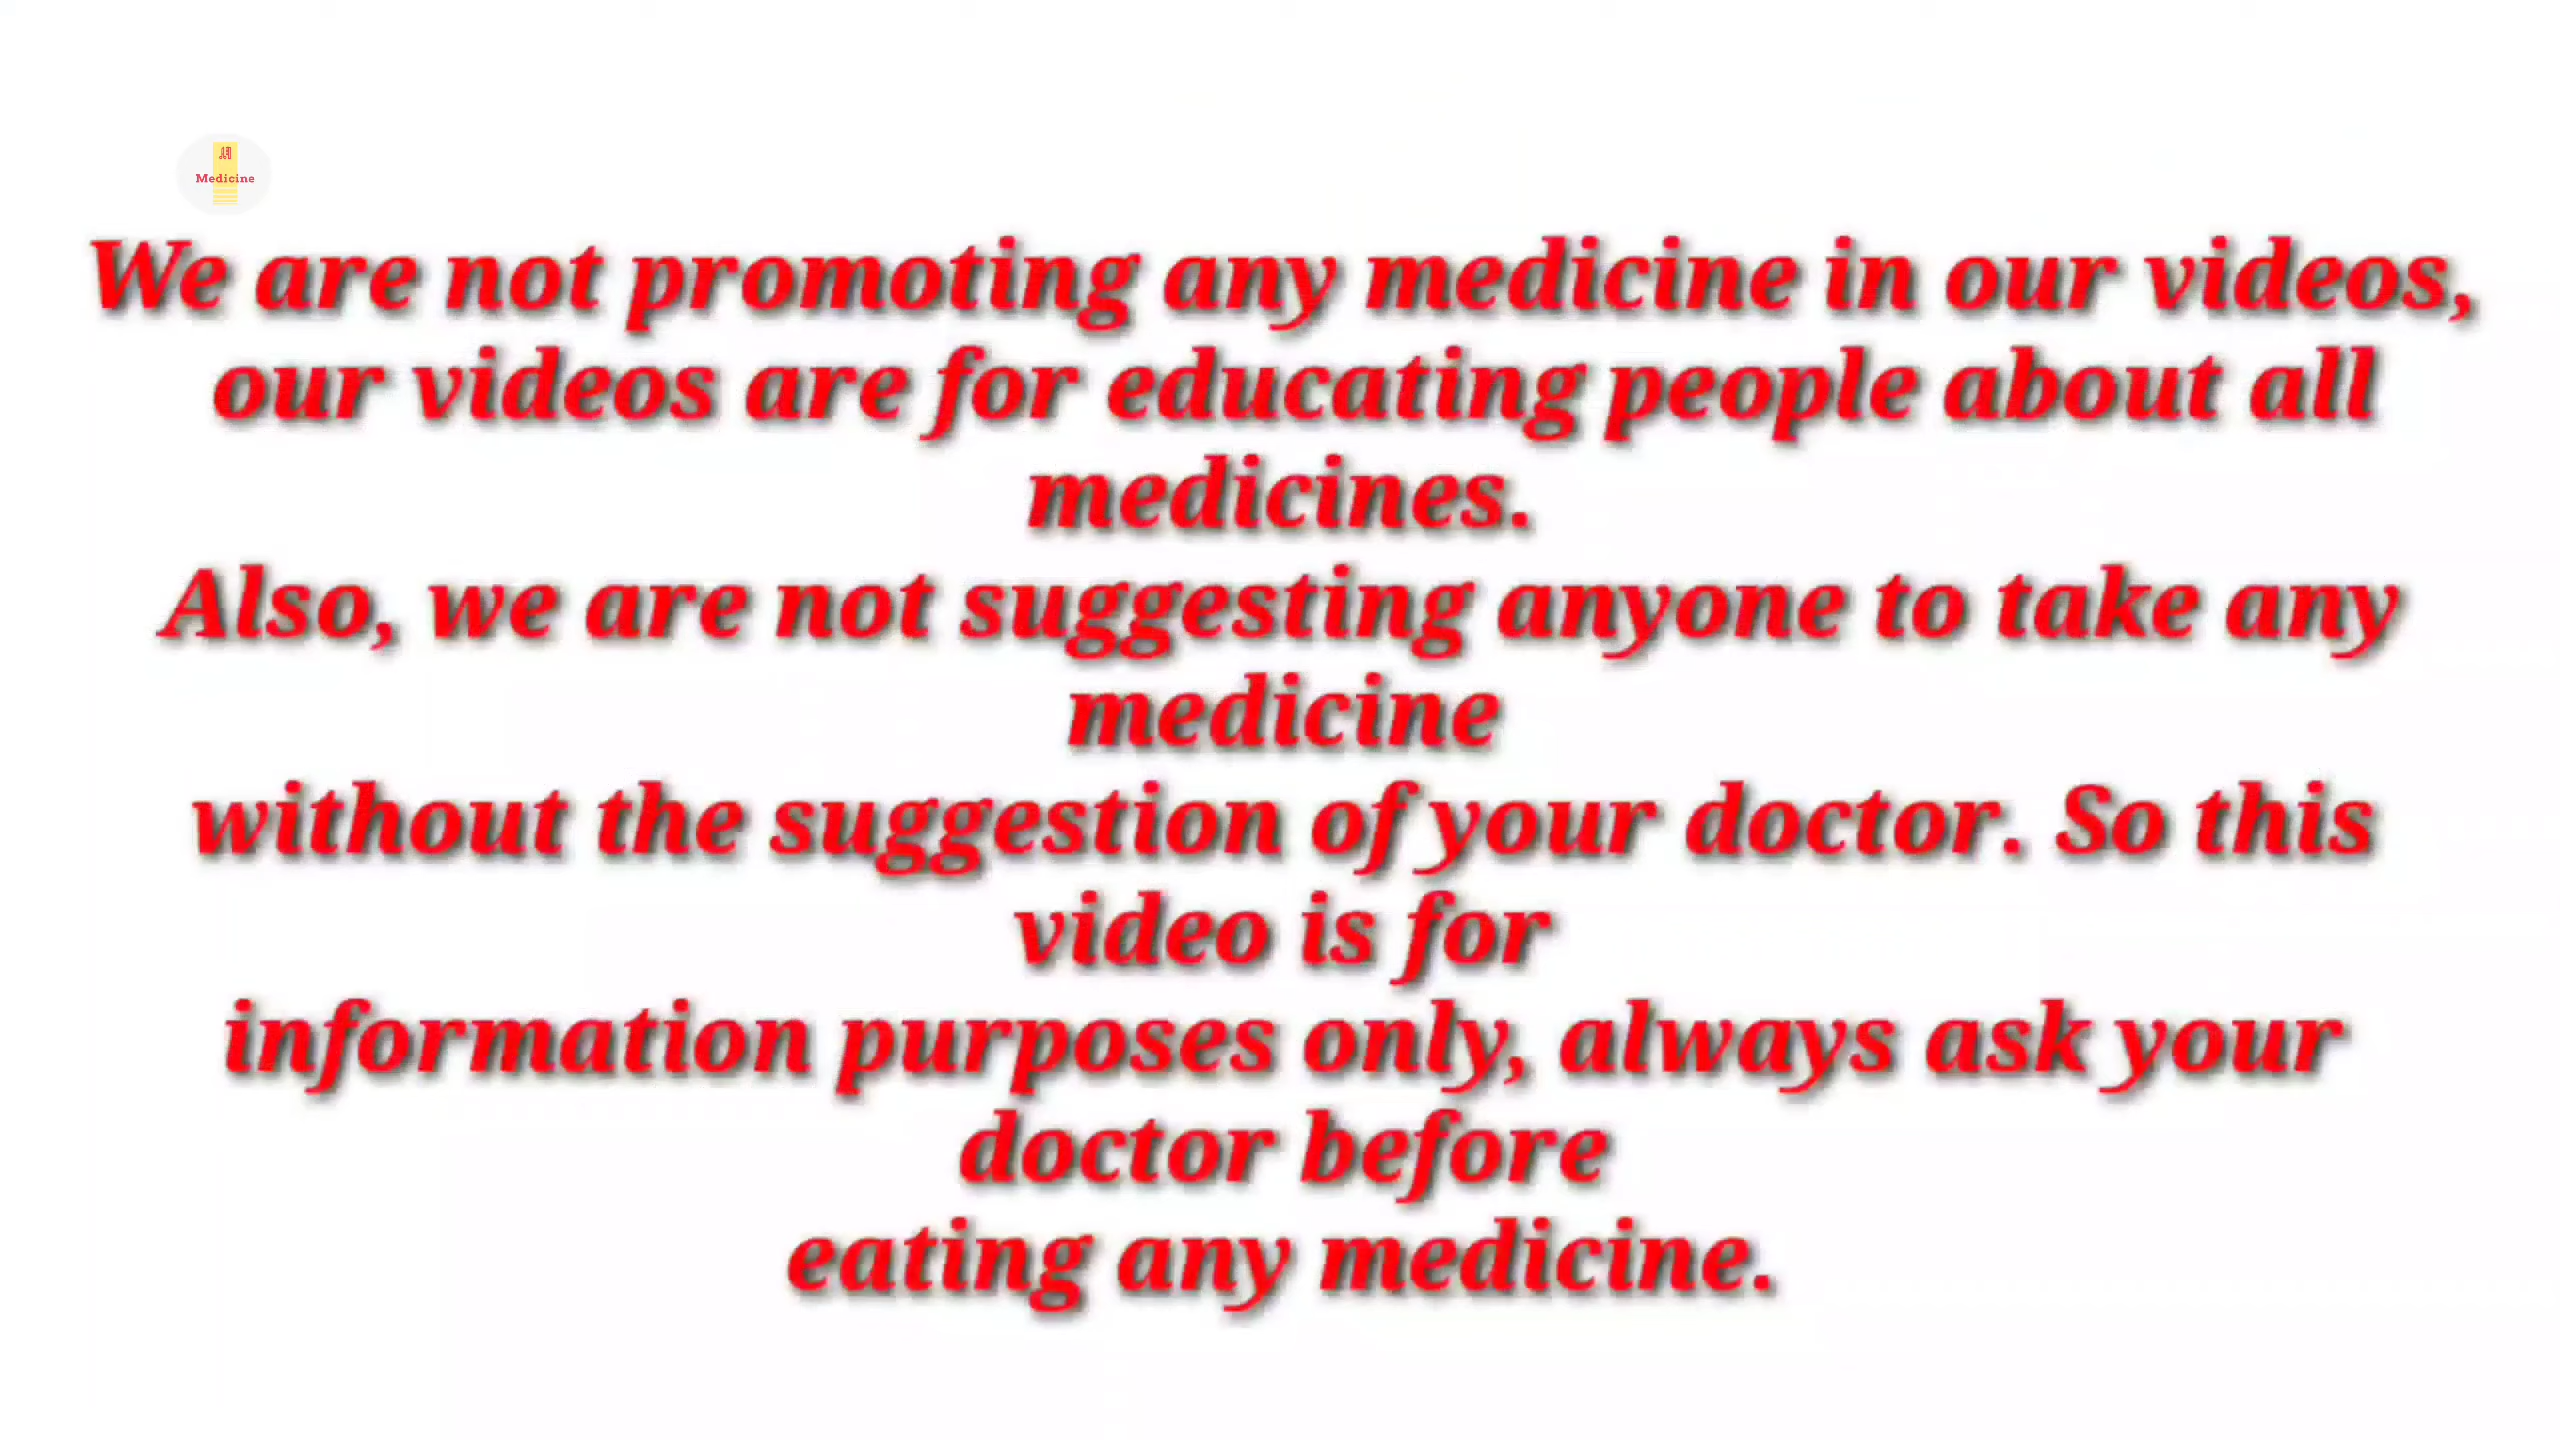 Medicine
We are not promoting any medicine in our videos,
our videos are for educating people about all
medicines.
Also, we are not suggesting anyone to take any
medicine
without the suggestion of your doctor. So this
video is for
information purposes only, always ask your
doctor before
eating any medicine.